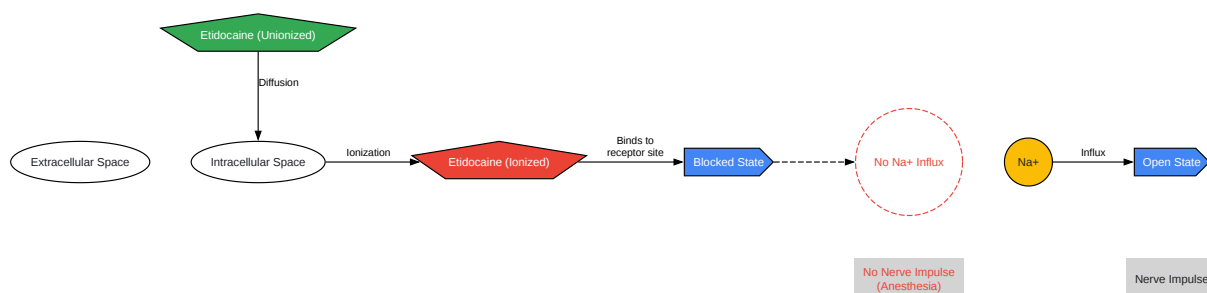 Etidocaine (Unionized)
Diffusion
Extracellular Space
Intracellular Space
Ionization
Etidocaine (Ionized)
Binds to
receptor site
Blocked State
No Na+ Influx
Na+
Influx
Open State
No Nerve Impulse
(Anesthesia)
Nerve Impulse